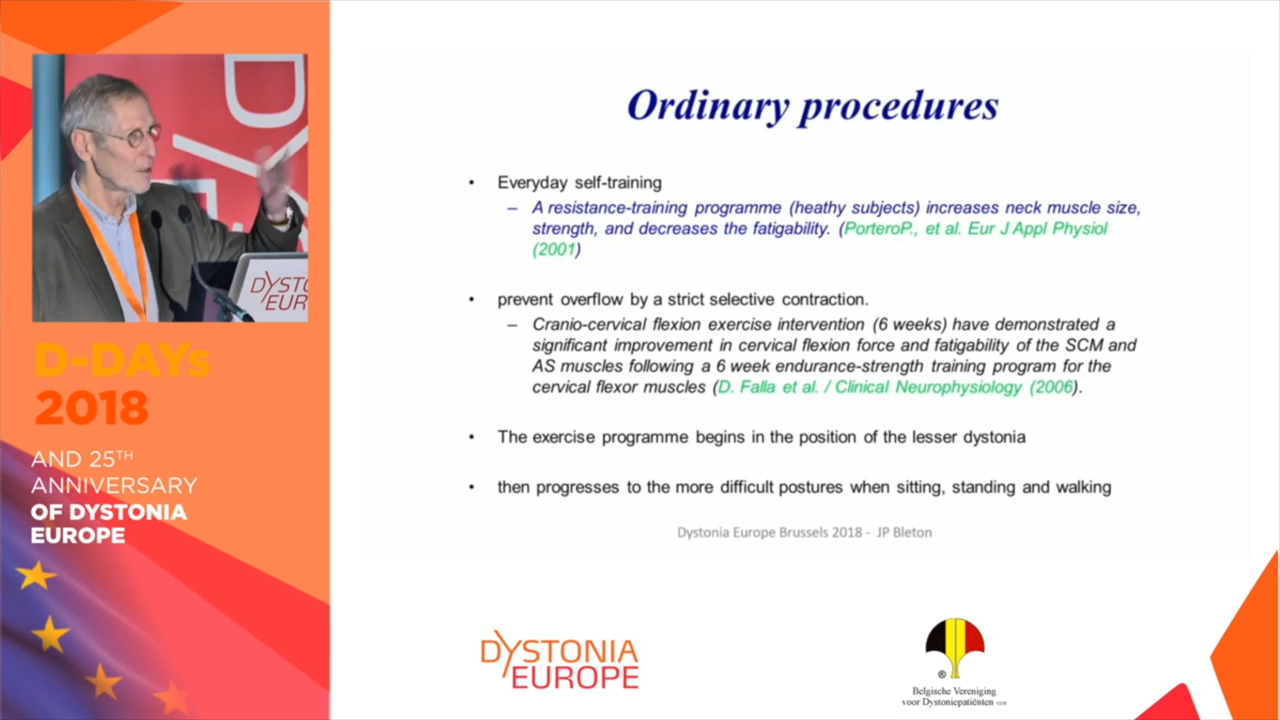 D-DAYs
2018
AND 25TH
ANNIVERSARY
OF DYSTONIA
EUROPE
DYSTO
EUR
Ordinary procedures
• Everyday self-training
– A resistance-training programme (heathy subjects) increases neck muscle size,
strength, and decreases the fatigability. (PorteroP., et al. Eur J Appl Physiol
(2001)
• prevent overflow by a strict selective contraction.
– Cranio-cervical flexion exercise intervention (6 weeks) have demonstrated a
significant improvement in cervical flexion force and fatigability of the SCM and
AS muscles following a 6 week endurance-strength training program for the
cervical flexor muscles (D. Falla et al. / Clinical Neurophysiology (2006).
• The exercise programme begins in the position of the lesser dystonia
• then progresses to the more difficult postures when sitting, standing and walking
Dystonia Europe Brussels 2018 - JP Bleton
DYSTONIA
EUROPE
®
Belgische Vereniging
voor Dystoniepatiënten vzw